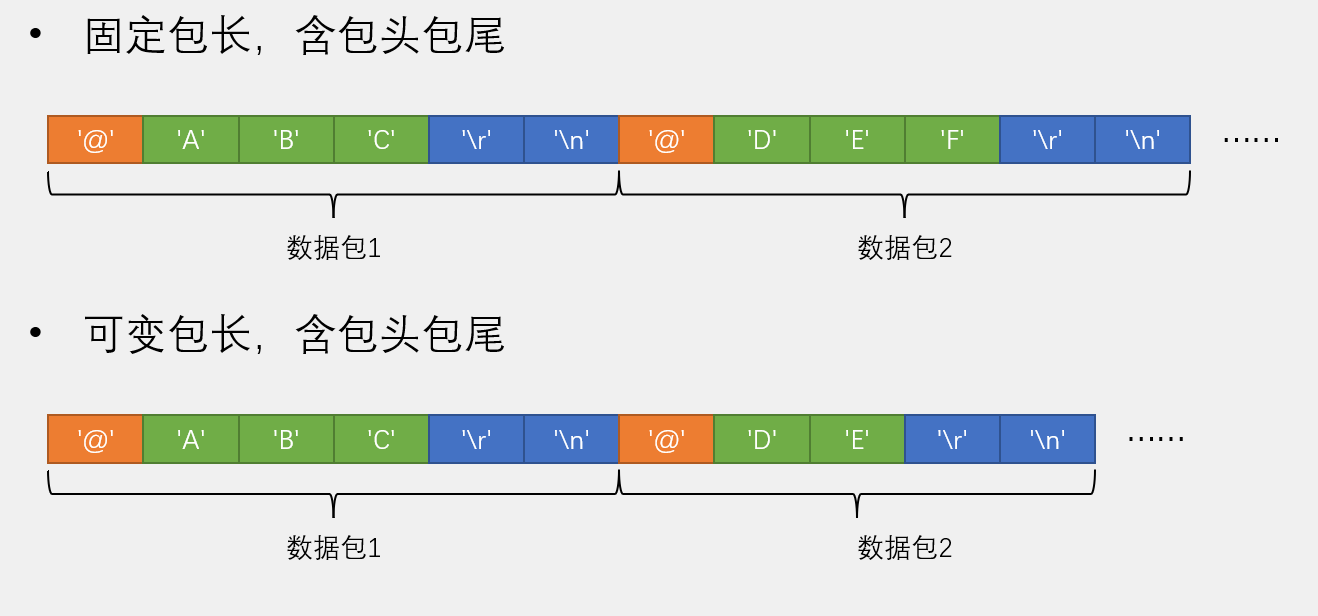 • 固定包长，含包头包尾
'@' 'A' 'B' 'C' '\r' '\n' '@' 'D' 'E' 'F' '\r' '\n' ……
数据包1 数据包2
• 可变包长，含包头包尾
'@' 'A' 'B' 'C' '\r' '\n' '@' 'D' 'E' '\r' '\n' ……
数据包1 数据包2